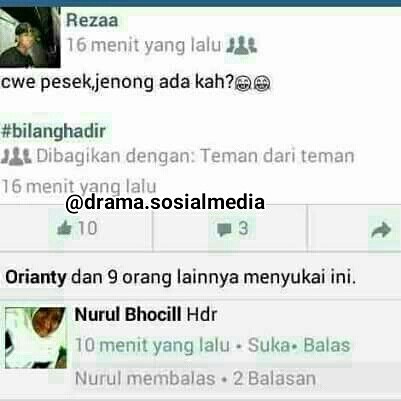 Rezaa
16 menit yang lalu
cwe pesek,jenong ada kah?😁😁
#bilanghadir
Dibagikan dengan: Teman dari teman
16 menit yang lalu
@drama.sosialmedia
10
3
Orianty dan 9 orang lainnya menyukai ini.
Nurul Bhocill Hdr
10 menit yang lalu • Suka• Balas
Nurul membalas • 2 Balasan